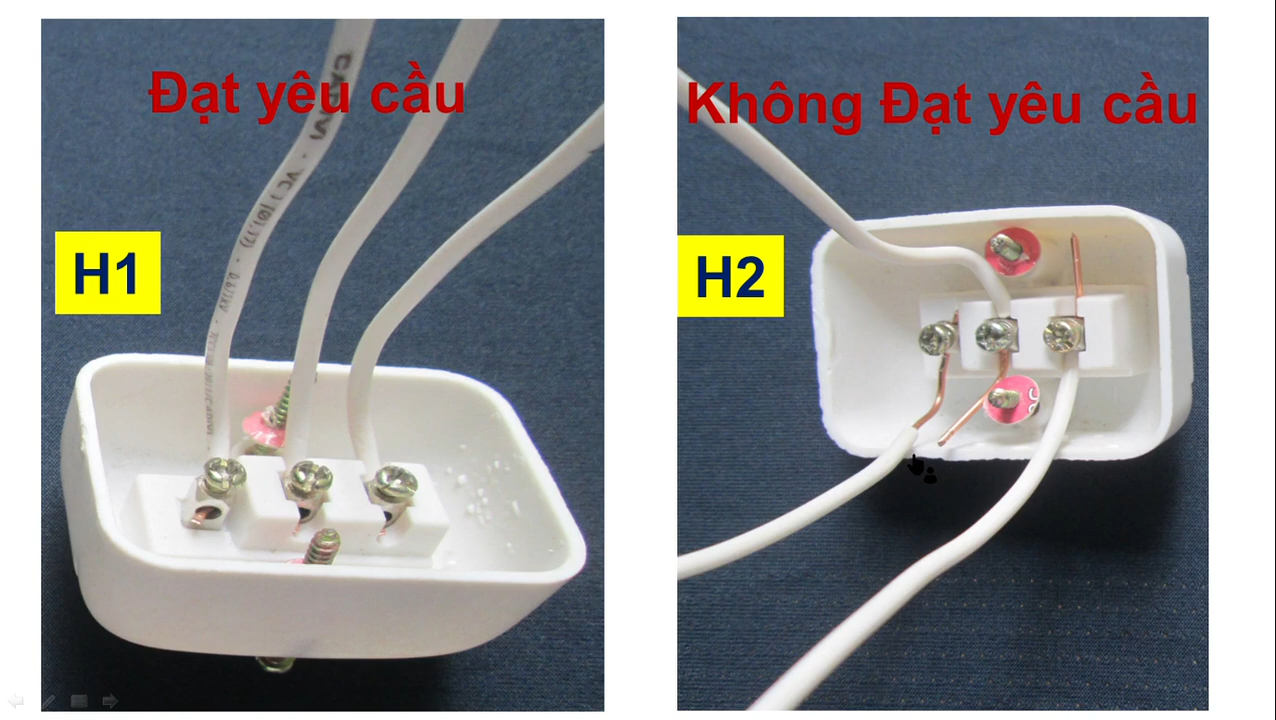 Đạt yêu cầu
H1
Không Đạt yêu cầu
H2